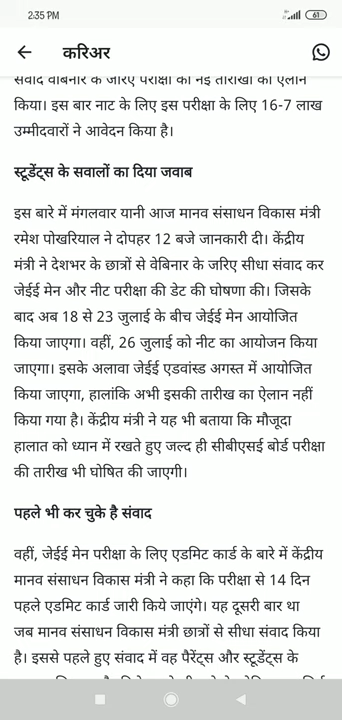 2:35 PM
61
करिअर
संवाद वेबिनार के जरिए परीक्षा की नई तारीखों का ऐलान
किया। इस बार नाट के लिए इस परीक्षा के लिए 16-7 लाख
उम्मीदवारों ने आवेदन किया है।
स्टूडेंट्स के सवालों का दिया जवाब
इस बारे में मंगलवार यानी आज मानव संसाधन विकास मंत्री
रमेश पोखरियाल ने दोपहर 12 बजे जानकारी दी। केंद्रीय
मंत्री ने देशभर के छात्रों से वेबिनार के जरिए सीधा संवाद कर
जेईई मेन और नीट परीक्षा की डेट की घोषणा की। जिसके
बाद अब 18 से 23 जुलाई के बीच जेईई मेन आयोजित
किया जाएगा। वहीं, 26 जुलाई को नीट का आयोजन किया
जाएगा। इसके अलावा जेईई एडवांस्ड अगस्त में आयोजित
किया जाएगा, हालांकि अभी इसकी तारीख का ऐलान नहीं
किया गया है। केंद्रीय मंत्री ने यह भी बताया कि मौजूदा
हालात को ध्यान में रखते हुए जल्द ही सीबीएसई बोर्ड परीक्षा
की तारीख भी घोषित की जाएगी।
पहले भी कर चुके है संवाद
वहीं, जेईई मेन परीक्षा के लिए एडमिट कार्ड के बारे में केंद्रीय
मानव संसाधन विकास मंत्री ने कहा कि परीक्षा से 14 दिन
पहले एडमिट कार्ड जारी किये जाएंगे। यह दूसरी बार था
जब मानव संसाधन विकास मंत्री छात्रों से सीधा संवाद किया
है। इससे पहले हुए संवाद में वह पैरेंट्स और स्टूडेंट्स के